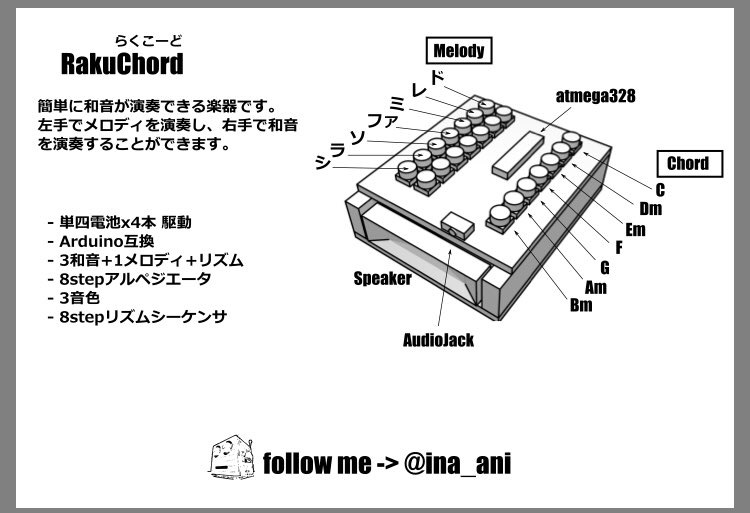 らくこーど
RakuChord
簡単に和音が演奏できる楽器です。
左手でメロディを演奏し、右手で和音
を演奏することができます。
- 単四電池x4本 駆動
- Arduino互換
- 3和音+1メロディ+リズム
- 8stepアルペジエータ
- 3音色
- 8stepリズムシーケンサ
Melody
ド
レ
ミ
ファ
ソ
ラ
シ
atmega328
Chord
C
Dm
Em
F
G
Am
Bm
Speaker
AudioJack
follow me -> @ina_ani